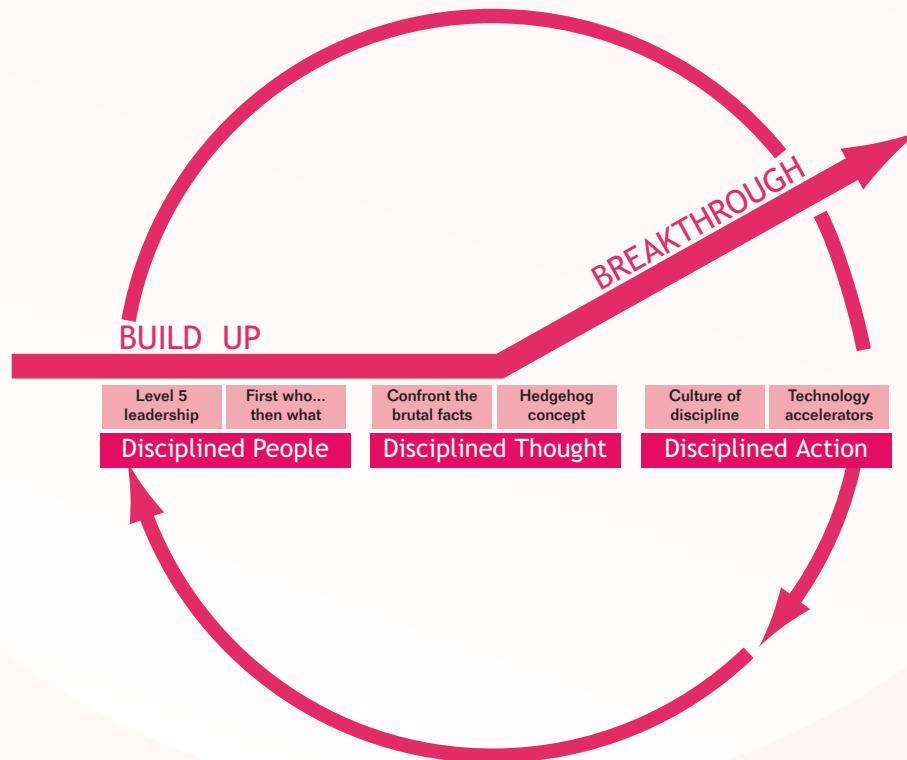 BREAKTHROUGH
BUILD UP
Level 5
leadership
First who...
then what
Confront the
brutal facts
Hedgehog
concept
Culture of
discipline
Technology
accelerators
Disciplined People
Disciplined Thought
Disciplined Action